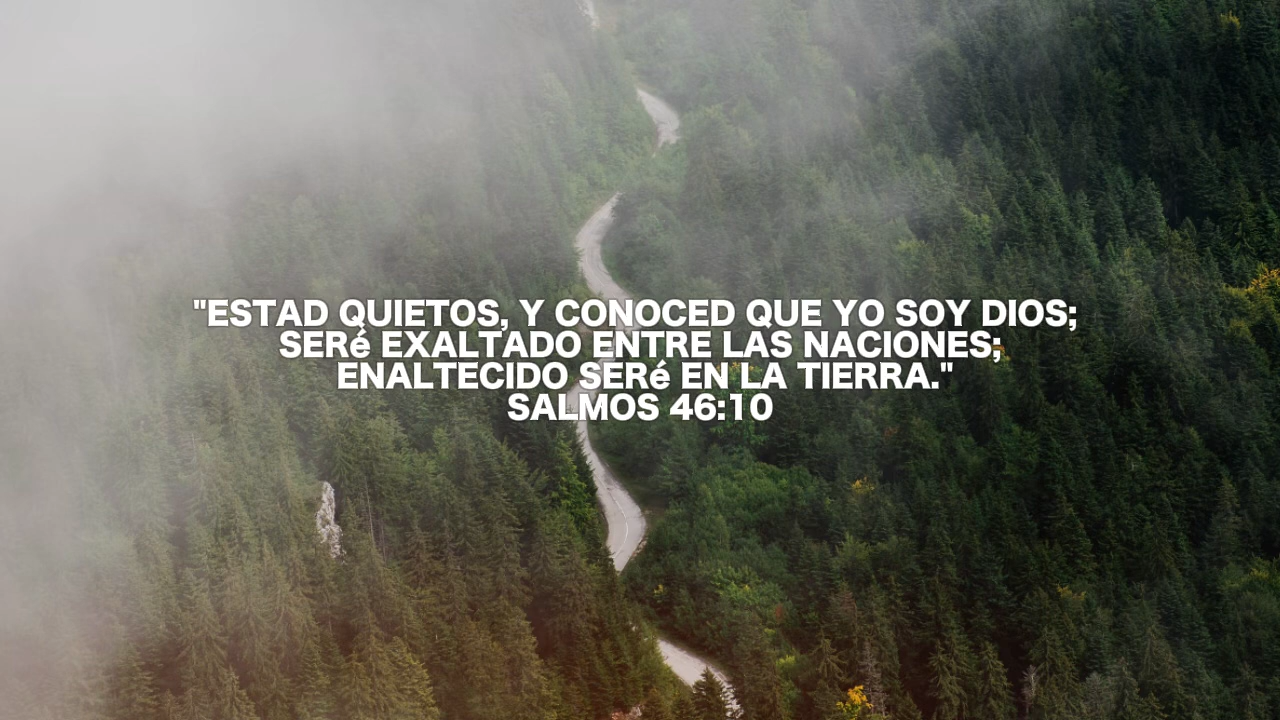 "ESTAD QUIETOS, Y CONOCED QUE YO SOY DIOS;
SERé EXALTADO ENTRE LAS NACIONES;
ENALTECIDO SERé EN LA TIERRA."
SALMOS 46:10